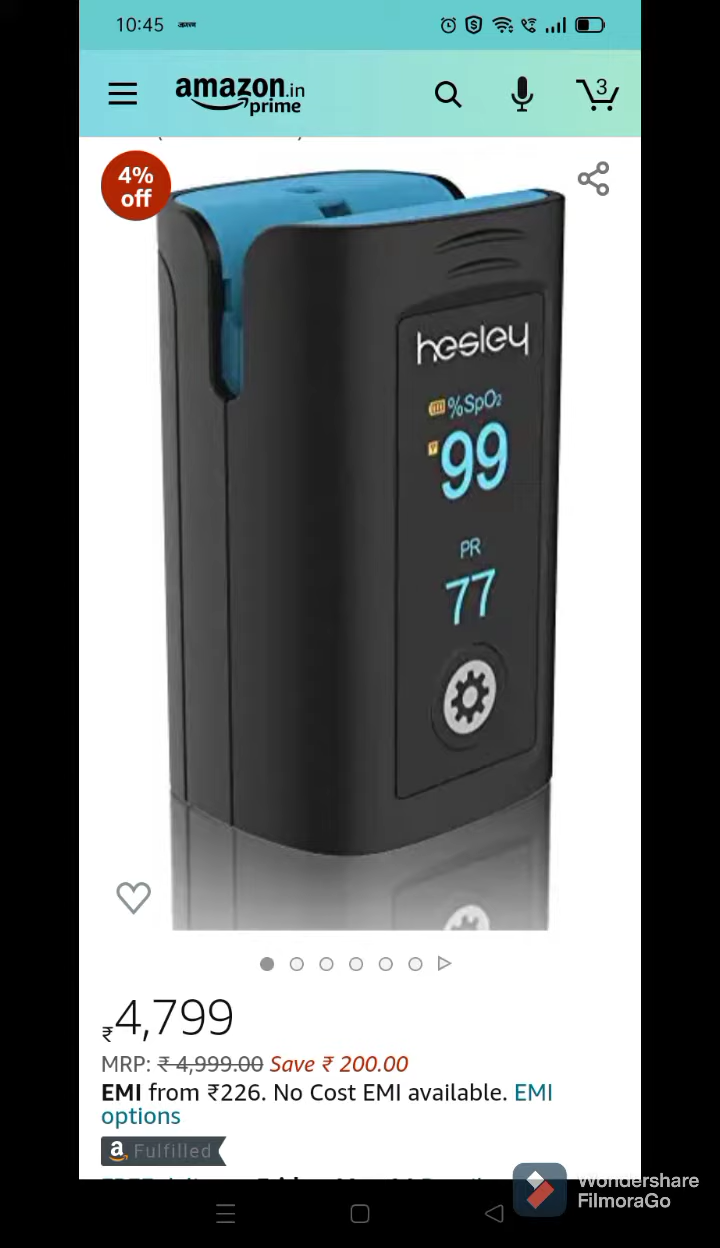 10:45
amazon.in
prime
3
4%
off
hesley
%SpO2
99
PR
77
₹4,799
MRP: ₹ 4,999.00 Save ₹ 200.00
EMI from ₹226. No Cost EMI available. EMI
options
a Fulfilled
Wondershare
FilmoraGo